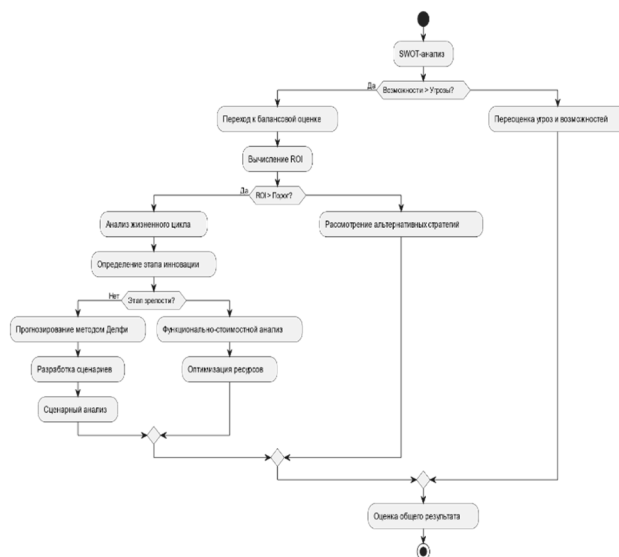 SWOT-анализ
Да
Возможности > Угрозы?
Переход к балансовой оценке
Переоценка угроз и возможностей
Вычисление ROI
Да
ROI > Порог?
Анализ жизненного цикла
Рассмотрение альтернативных стратегий
Определение этапа инновации
Нет
Этап зрелости?
Прогнозирование методом Делфи
Функционально-стоимостной анализ
Разработка сценариев
Оптимизация ресурсов
Сценарный анализ
Оценка общего результата